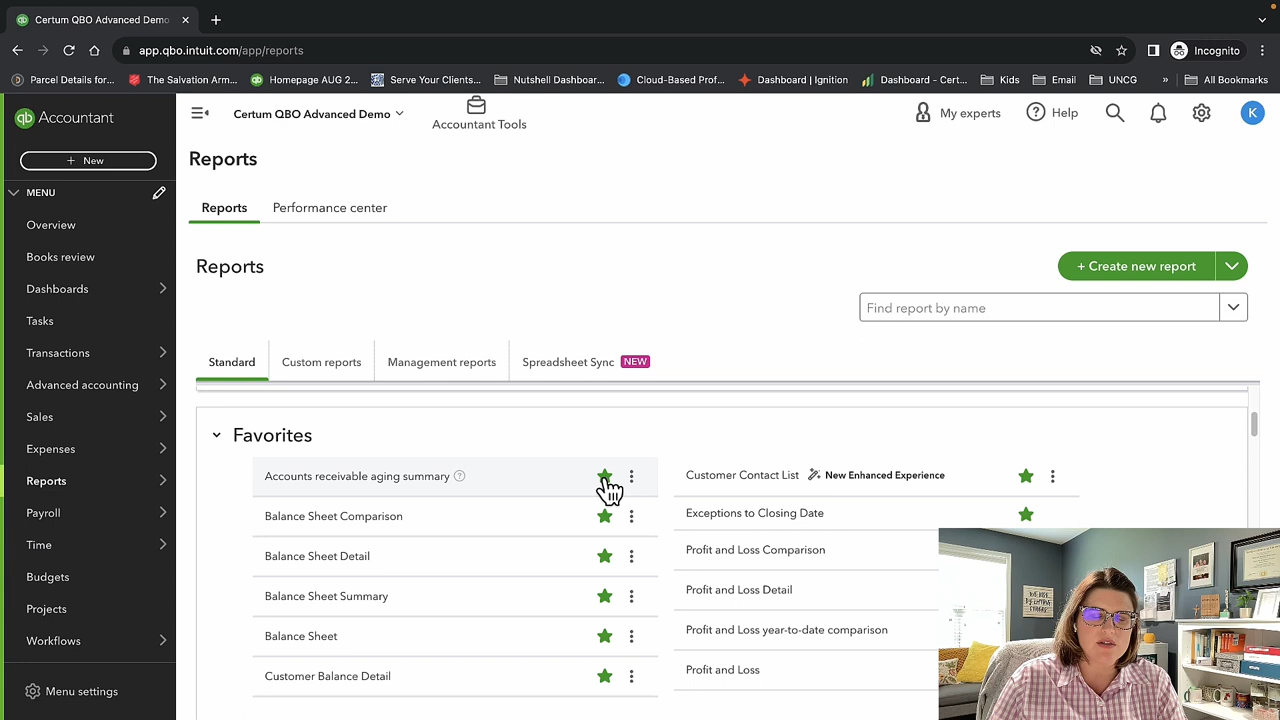 Certum QBO Advanced Demo
app.qbo.intuit.com/app/reports
Incognito
Parcel Details for...
The Salvation Arm...
Homepage AUG 2...
Serve Your Clients...
Nutshell Dashboar...
Cloud-Based Prof...
Dashboard | Ignition
Dashboard - Cert...
Kids
Email
UNCG
»
All Bookmarks
qb Accountant
Certum QBO Advanced Demo
Accountant Tools
My experts
Help
K
+ New
MENU
Overview
Books review
Dashboards
Tasks
Transactions
Advanced accounting
Sales
Expenses
Reports
Payroll
Time
Budgets
Projects
Workflows
Menu settings
Reports
Reports
Performance center
Reports
+ Create new report
Find report by name
Standard
Custom reports
Management reports
Spreadsheet Sync NEW
Favorites
Accounts receivable aging summary
Balance Sheet Comparison
Balance Sheet Detail
Balance Sheet Summary
Balance Sheet
Customer Balance Detail
Customer Contact List New Enhanced Experience
Exceptions to Closing Date
Profit and Loss Comparison
Profit and Loss Detail
Profit and Loss year-to-date comparison
Profit and Loss